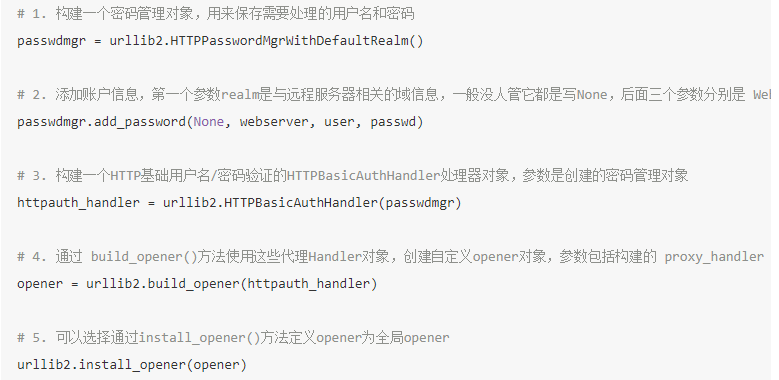 # 1. 构建一个密码管理对象，用来保存需要处理的用户名和密码
passwdmgr = urllib2.HTTPPasswordMgrWithDefaultRealm()
# 2. 添加账户信息，第一个参数realm是与远程服务器相关的域信息，一般没人管它都是写None，后面三个参数分别是 Web
passwdmgr.add_password(None, webserver, user, passwd)
# 3. 构建一个HTTP基础用户名/密码验证的HTTPBasicAuthHandler处理器对象，参数是创建的密码管理对象
httpauth_handler = urllib2.HTTPBasicAuthHandler(passwdmgr)
# 4. 通过 build_opener()方法使用这些代理Handler对象，创建自定义opener对象，参数包括构建的 proxy_handler
opener = urllib2.build_opener(httpauth_handler)
# 5. 可以选择通过install_opener()方法定义opener为全局opener
urllib2.install_opener(opener)